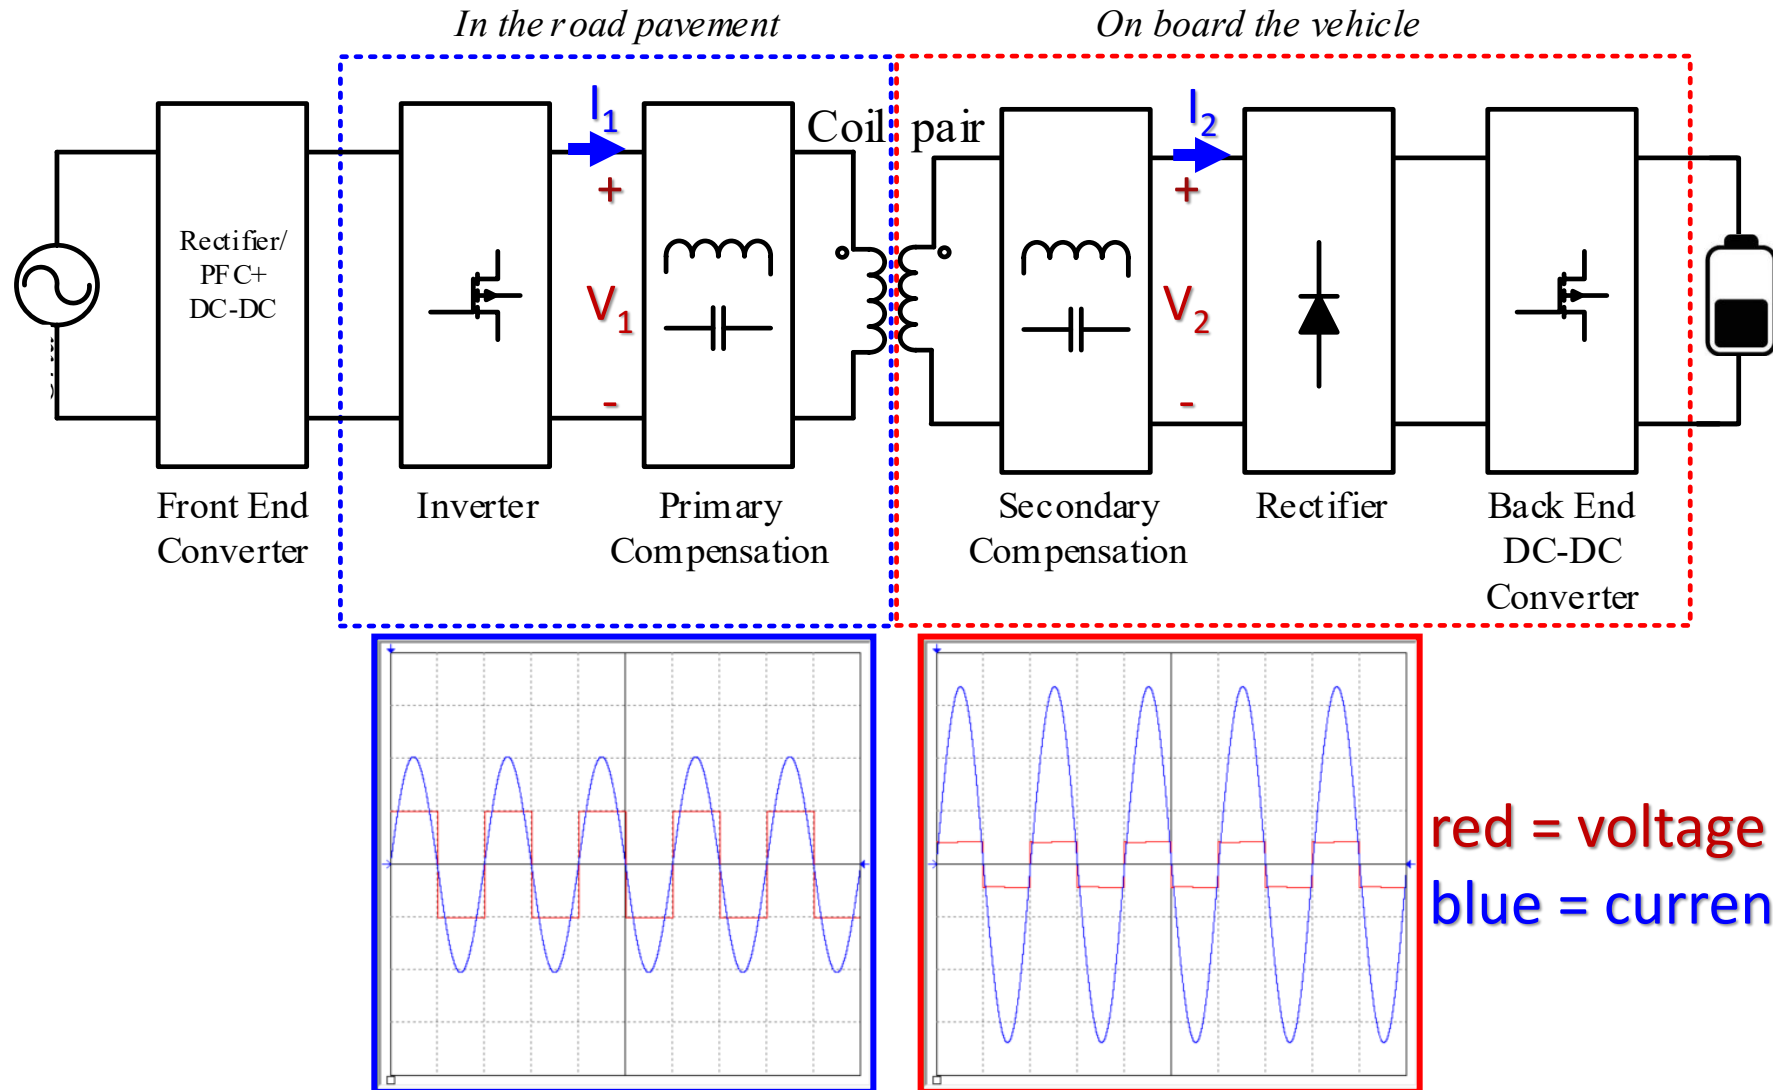 In the road pavement
On board the vehicle
I1
I2
Coil pair
+
+
Rectifier/
PFC+
DC-DC
V1
V2
-
-
Front End
Converter
Inverter
Primary
Compensation
Secondary
Compensation
Rectifier
Back End
DC-DC
Converter
red = voltage
blue = curren